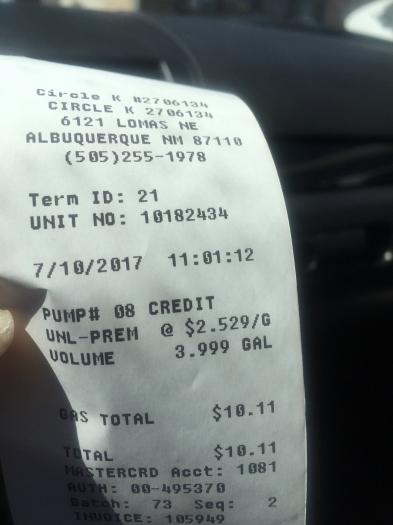 Circle K #2706134
CIRCLE K 2706134
6121 LOMAS NE
ALBUQUERQUE NM 87110
(505)255-1978
Term ID: 21
UNIT NO: 10182434
7/10/2017 11:01:12
PUMP# 08 CREDIT
UNL-PREM @ $2.529/G
VOLUME 3.999 GAL
GAS TOTAL $10.11
TOTAL $10.11
MASTERCRD Acct: 1081
AUTH: 00-495370
Batch: 73 Seq: 2
INVOICE: 105949